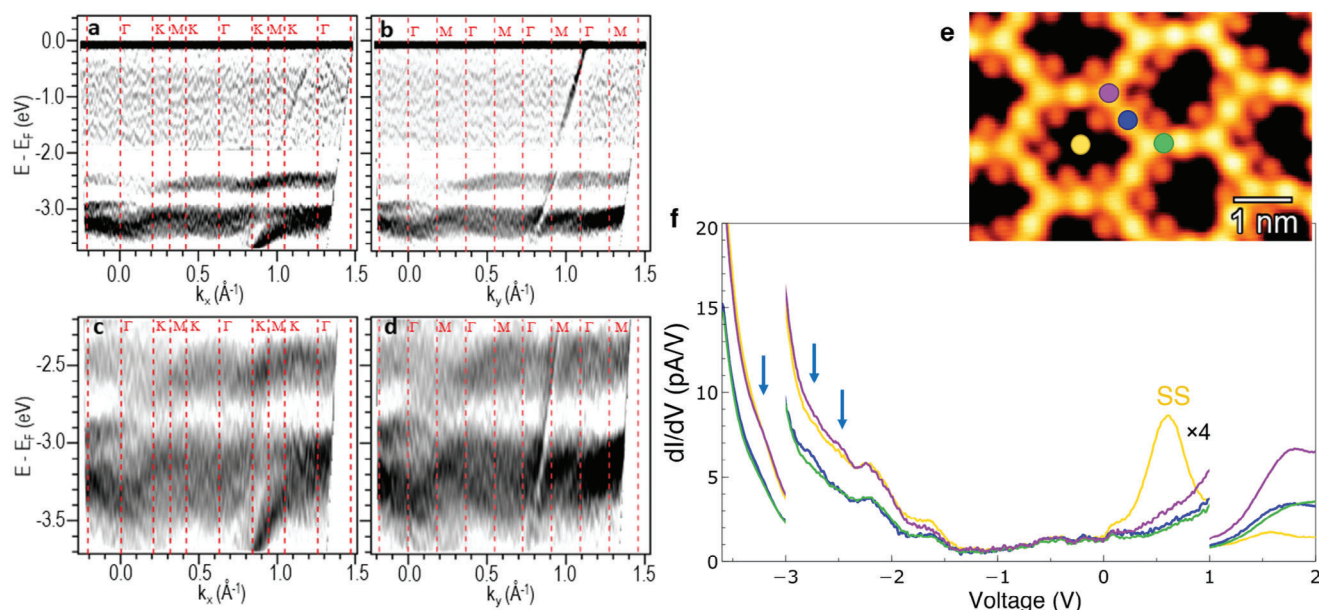 a
Γ K M K Γ K M K Γ
0.0
-1.0
-2.0
-3.0
E - E_F (eV)
0.0 0.5 1.0 1.5
k_x (Å⁻¹)
b
Γ M Γ M Γ M Γ M
0.0 0.5 1.0 1.5
k_y (Å⁻¹)
c
Γ K M K Γ K M K Γ
-2.5
-3.0
-3.5
E - E_F (eV)
0.0 0.5 1.0 1.5
k_x (Å⁻¹)
d
Γ M Γ M Γ M Γ M
0.0 0.5 1.0 1.5
k_y (Å⁻¹)
e
1 nm
f
20
15
10
5
0
dI/dV (pA/V)
SS
×4
−3 −2 −1 0 1 2
Voltage (V)